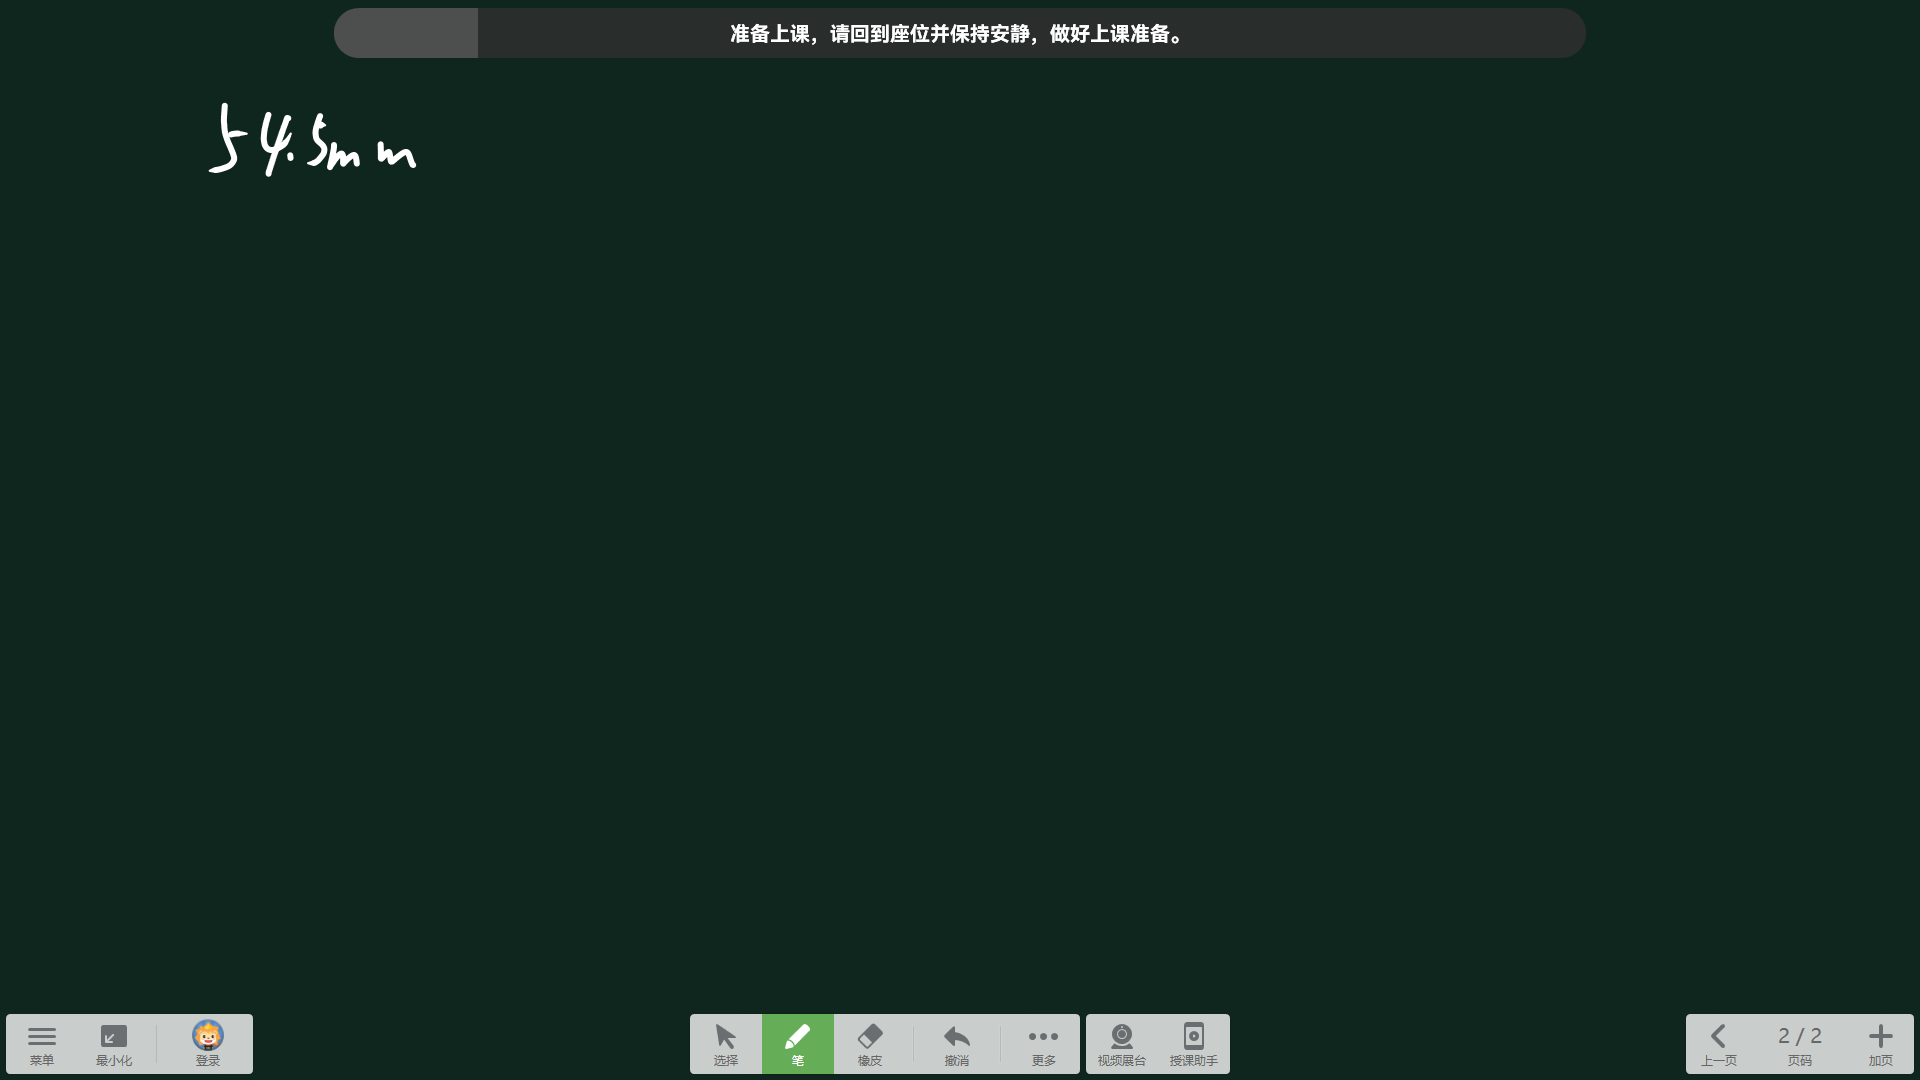 准备上课，请回到座位并保持安静，做好上课准备。
54.5mm
菜单 最小化 登录 选择 笔 橡皮 撤消 更多 视频展台 授课助手 上一页 2 / 2 页码 加页